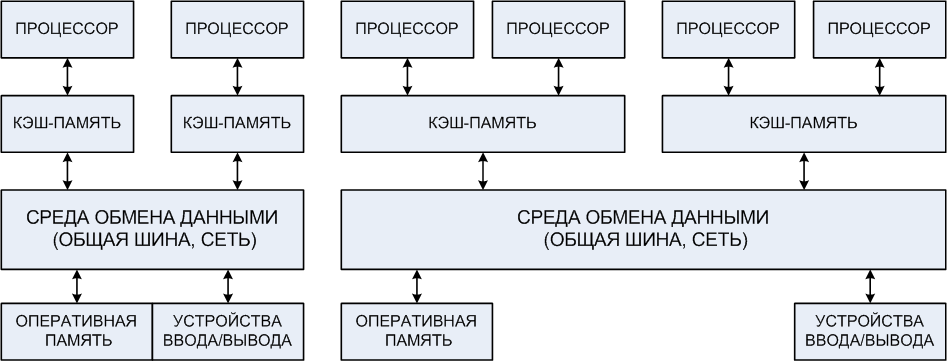 ПРОЦЕССОР
ПРОЦЕССОР
ПРОЦЕССОР
ПРОЦЕССОР
ПРОЦЕССОР
ПРОЦЕССОР
КЭШ-ПАМЯТЬ
КЭШ-ПАМЯТЬ
КЭШ-ПАМЯТЬ
КЭШ-ПАМЯТЬ
СРЕДА ОБМЕНА ДАННЫМИ
(ОБЩАЯ ШИНА, СЕТЬ)
СРЕДА ОБМЕНА ДАННЫМИ
(ОБЩАЯ ШИНА, СЕТЬ)
ОПЕРАТИВНАЯ
ПАМЯТЬ
УСТРОЙСТВА
ВВОДА/ВЫВОДА
ОПЕРАТИВНАЯ
ПАМЯТЬ
УСТРОЙСТВА
ВВОДА/ВЫВОДА